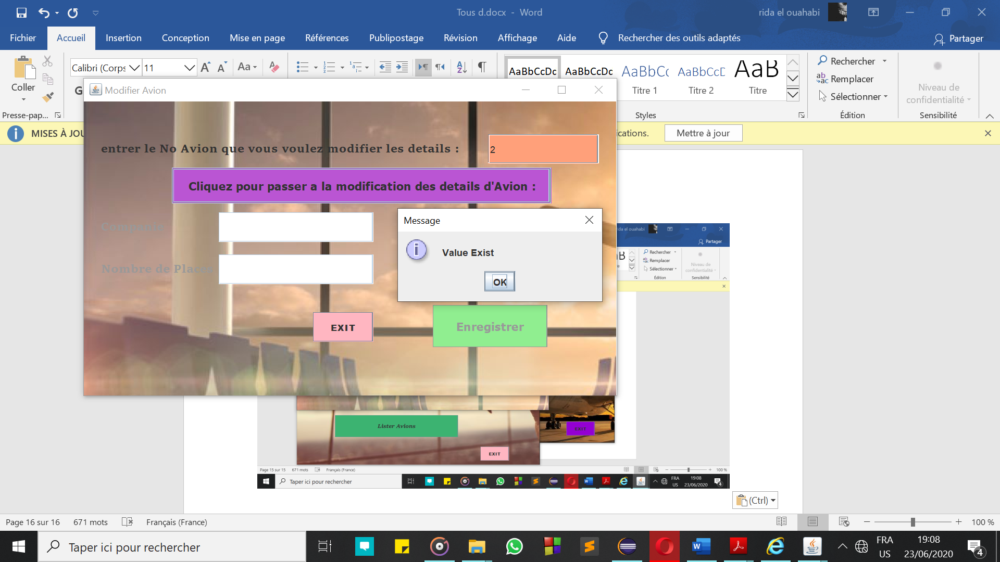 Tous d.docx - Word
rida el ouahabi
Fichier Accueil Insertion Conception Mise en page Références Publipostage Révision Affichage Aide Rechercher des outils adaptés Partager
Calibri (Corps 11 Aa
Coller
G
Presse-pap...
AaBbCcDc AaBbCcDc AaBbC AaBbCcD AaB
Titre 1 Titre 2 Titre
Styles
Rechercher
Remplacer
Sélectionner
Édition
Niveau de
confidentialité
Sensibilité
MISES À JOU
ications. Mettre à jour
Modifier Avion
entrer le No Avion que vous voulez modifier les details : 2
Cliquez pour passer a la modification des details d'Avion :
Companie
Nombre de Places
Message
Value Exist
OK
EXIT
Enregistrer
rida el ouahabi
Partager
Rechercher
Remplacer
Sélectionner
Édition
Niveau de
confidentialité
Sensibilité
Lister Avions
EXIT
EXIT
Page 15 sur 15 671 mots Français (France) 100 %
Taper ici pour rechercher
FRA
US
19:08
23/06/2020
4
(Ctrl)
Page 16 sur 16 671 mots Français (France) 100 %
Taper ici pour rechercher
FRA
US
19:08
23/06/2020
4